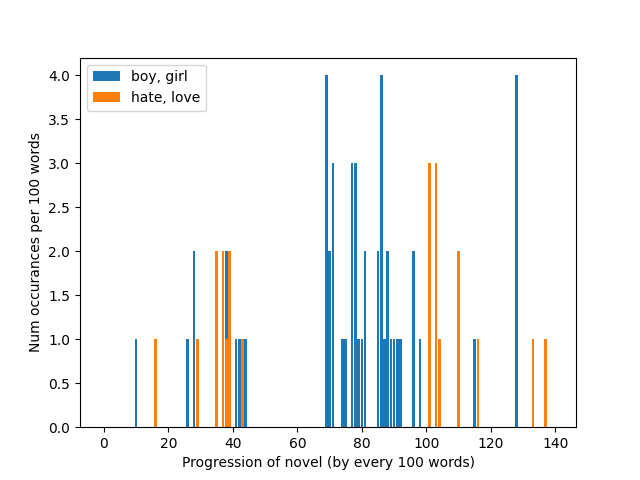 boy, girl
hate, love
4.0
3.5
3.0
2.5
2.0
1.5
1.0
0.5
0.0
Num occurances per 100 words
0 20 40 60 80 100 120 140
Progression of novel (by every 100 words)